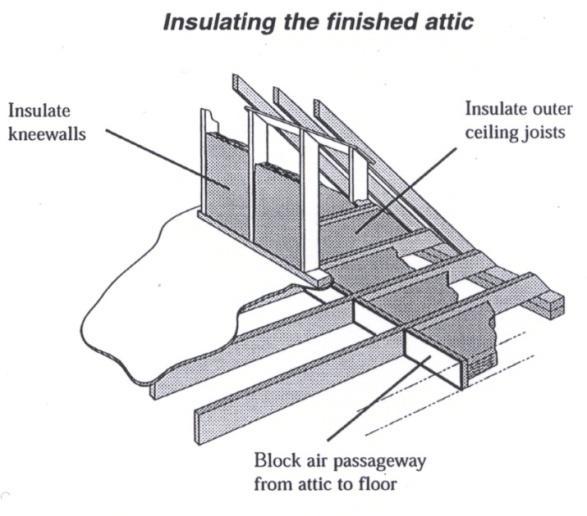 Insulating the finished attic
Insulate
kneewalls
Insulate outer
ceiling joists
Block air passageway
from attic to floor